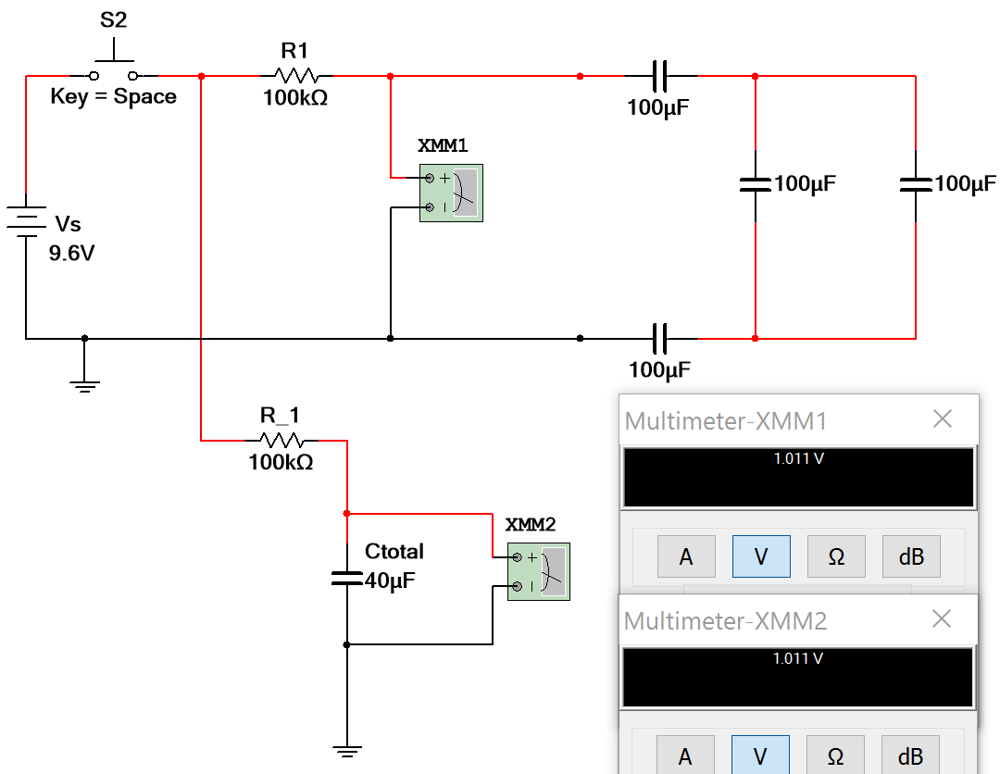 S2
Key = Space
R1
100kΩ
XMM1
+
100µF
100µF
100µF
Vs
9.6V
100µF
R_1
100kΩ
XMM2
+
Ctotal
40µF
Multimeter-XMM1
1.011 V
A V Ω dB
Multimeter-XMM2
1.011 V
A V Ω dB